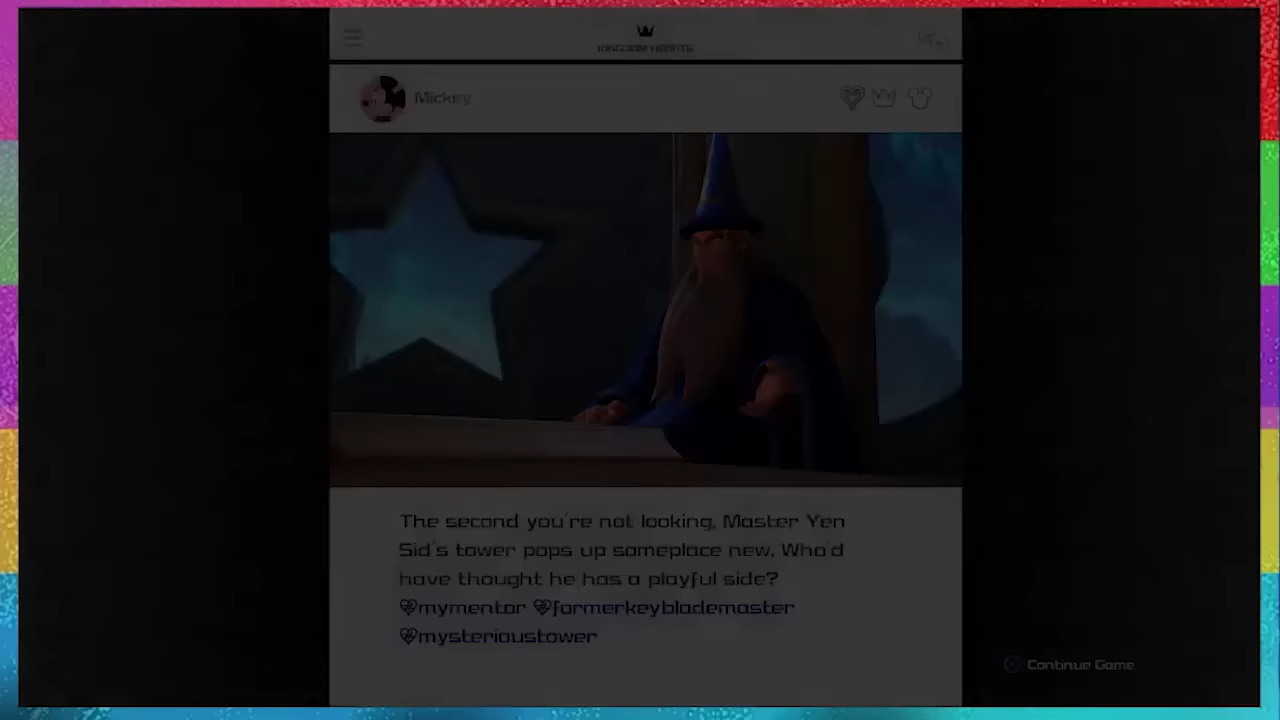 KINGDOM HEARTS
Mickey
The second you're not looking, Master Yen
Sid's tower pops up someplace new. Who'd
have thought he has a playful side?
mymentor formerkeyblademaster
mysterioustower
Continue Game